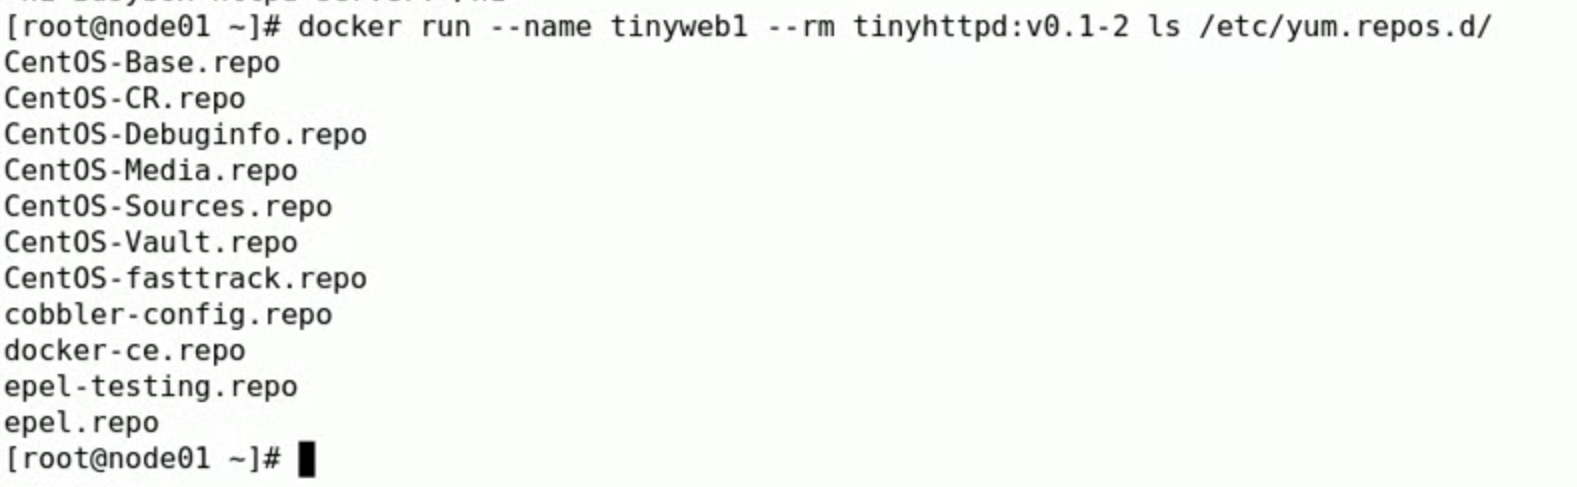 [root@node01 ~]# docker run --name tinyweb1 --rm tinyhttpd:v0.1-2 ls /etc/yum.repos.d/
CentOS-Base.repo
CentOS-CR.repo
CentOS-Debuginfo.repo
CentOS-Media.repo
CentOS-Sources.repo
CentOS-Vault.repo
CentOS-fasttrack.repo
cobbler-config.repo
docker-ce.repo
epel-testing.repo
epel.repo
[root@node01 ~]#